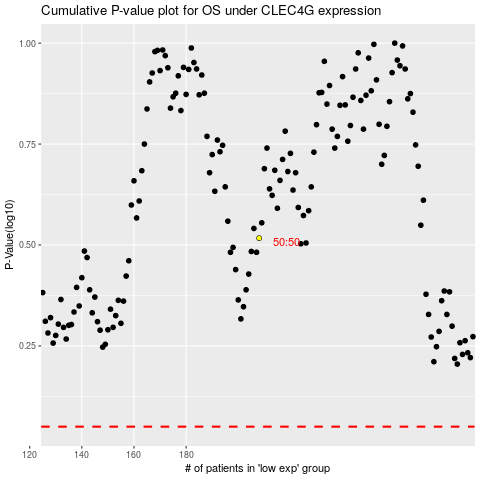 Cumulative P-value plot for OS under CLEC4G expression
P-Value(log10)
1.00
0.75
0.50
0.25
50:50
120 140 160 180
# of patients in 'low exp' group